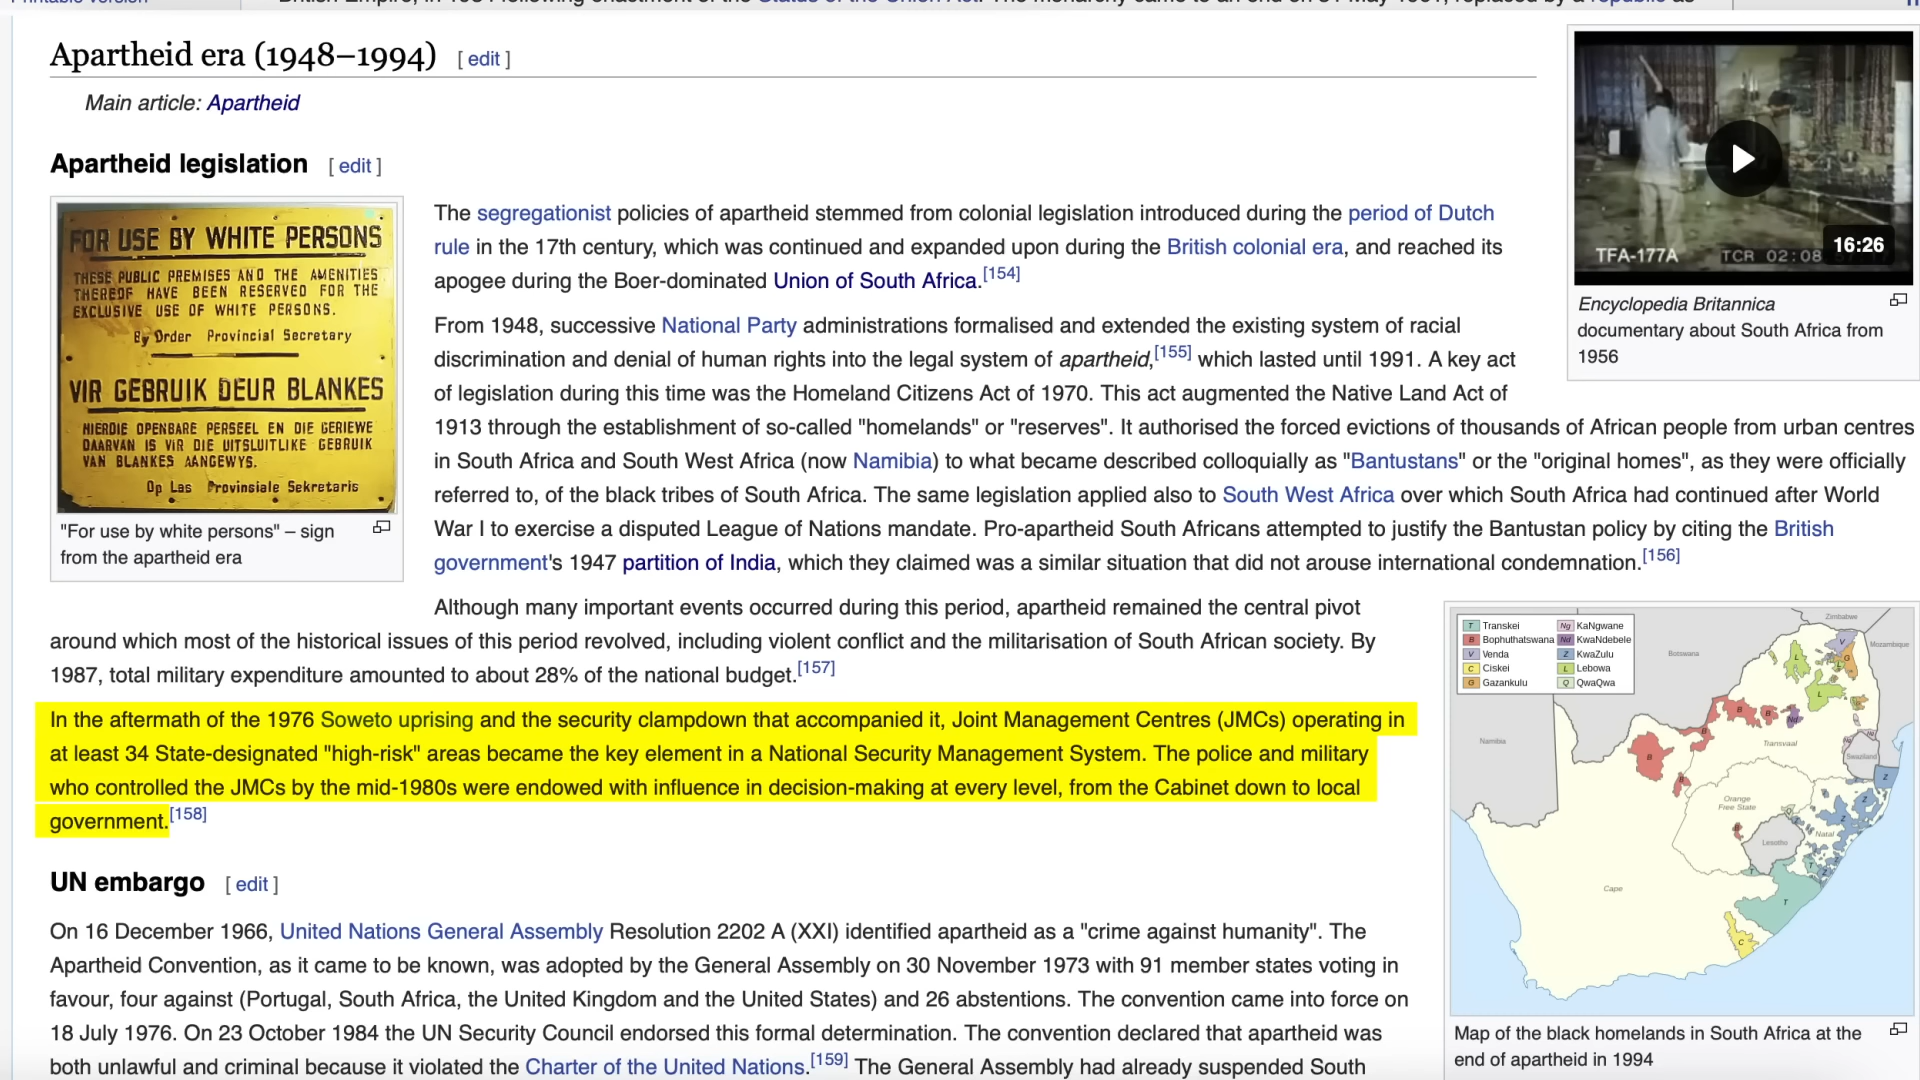 Apartheid era (1948–1994) [ edit ]
Main article: Apartheid
Apartheid legislation [ edit ]
FOR USE BY WHITE PERSONS
THESE PUBLIC PREMISES AND THE AMENITIES
THEREOF HAVE BEEN RESERVED FOR THE
EXCLUSIVE USE OF WHITE PERSONS.
By Order Provincial Secretary
VIR GEBRUIK DEUR BLANKES
HIERDIE OPENBARE PERSEEL EN DIE GERIEWE
DAARVAN IS VIR DIE UITSLUITLIKE GEBRUIK
VAN BLANKES AANGEWYS.
Op Las Provinsiale Sekretaris
"For use by white persons" – sign
from the apartheid era
The segregationist policies of apartheid stemmed from colonial legislation introduced during the period of Dutch
rule in the 17th century, which was continued and expanded upon during the British colonial era, and reached its
apogee during the Boer-dominated Union of South Africa.[154]
From 1948, successive National Party administrations formalised and extended the existing system of racial
discrimination and denial of human rights into the legal system of apartheid,[155] which lasted until 1991. A key act
of legislation during this time was the Homeland Citizens Act of 1970. This act augmented the Native Land Act of
1913 through the establishment of so-called "homelands" or "reserves". It authorised the forced evictions of thousands of African people from urban centres
in South Africa and South West Africa (now Namibia) to what became described colloquially as "Bantustans" or the "original homes", as they were officially
referred to, of the black tribes of South Africa. The same legislation applied also to South West Africa over which South Africa had continued after World
War I to exercise a disputed League of Nations mandate. Pro-apartheid South Africans attempted to justify the Bantustan policy by citing the British
government's 1947 partition of India, which they claimed was a similar situation that did not arouse international condemnation.[156]
Although many important events occurred during this period, apartheid remained the central pivot
around which most of the historical issues of this period revolved, including violent conflict and the militarisation of South African society. By
1987, total military expenditure amounted to about 28% of the national budget.[157]
In the aftermath of the 1976 Soweto uprising and the security clampdown that accompanied it, Joint Management Centres (JMCs) operating in
at least 34 State-designated "high-risk" areas became the key element in a National Security Management System. The police and military
who controlled the JMCs by the mid-1980s were endowed with influence in decision-making at every level, from the Cabinet down to local
government.[158]
UN embargo [ edit ]
On 16 December 1966, United Nations General Assembly Resolution 2202 A (XXI) identified apartheid as a "crime against humanity". The
Apartheid Convention, as it came to be known, was adopted by the General Assembly on 30 November 1973 with 91 member states voting in
favour, four against (Portugal, South Africa, the United Kingdom and the United States) and 26 abstentions. The convention came into force on
18 July 1976. On 23 October 1984 the UN Security Council endorsed this formal determination. The convention declared that apartheid was
both unlawful and criminal because it violated the Charter of the United Nations.[159] The General Assembly had already suspended South
TFA-177A TCR 02:08
16:26
Encyclopedia Britannica
documentary about South Africa from
1956
T Transkei Ng KaNgwane
B Bophuthatswana Nd KwaNdebele
V Venda Z KwaZulu
C Ciskei L Lebowa
G Gazankulu Q QwaQwa
Zimbabwe
Mozambique
Botswana
Namibia
Transvaal
Swaziland
Orange
Free State
Natal
Lesotho
Cape
Map of the black homelands in South Africa at the
end of apartheid in 1994